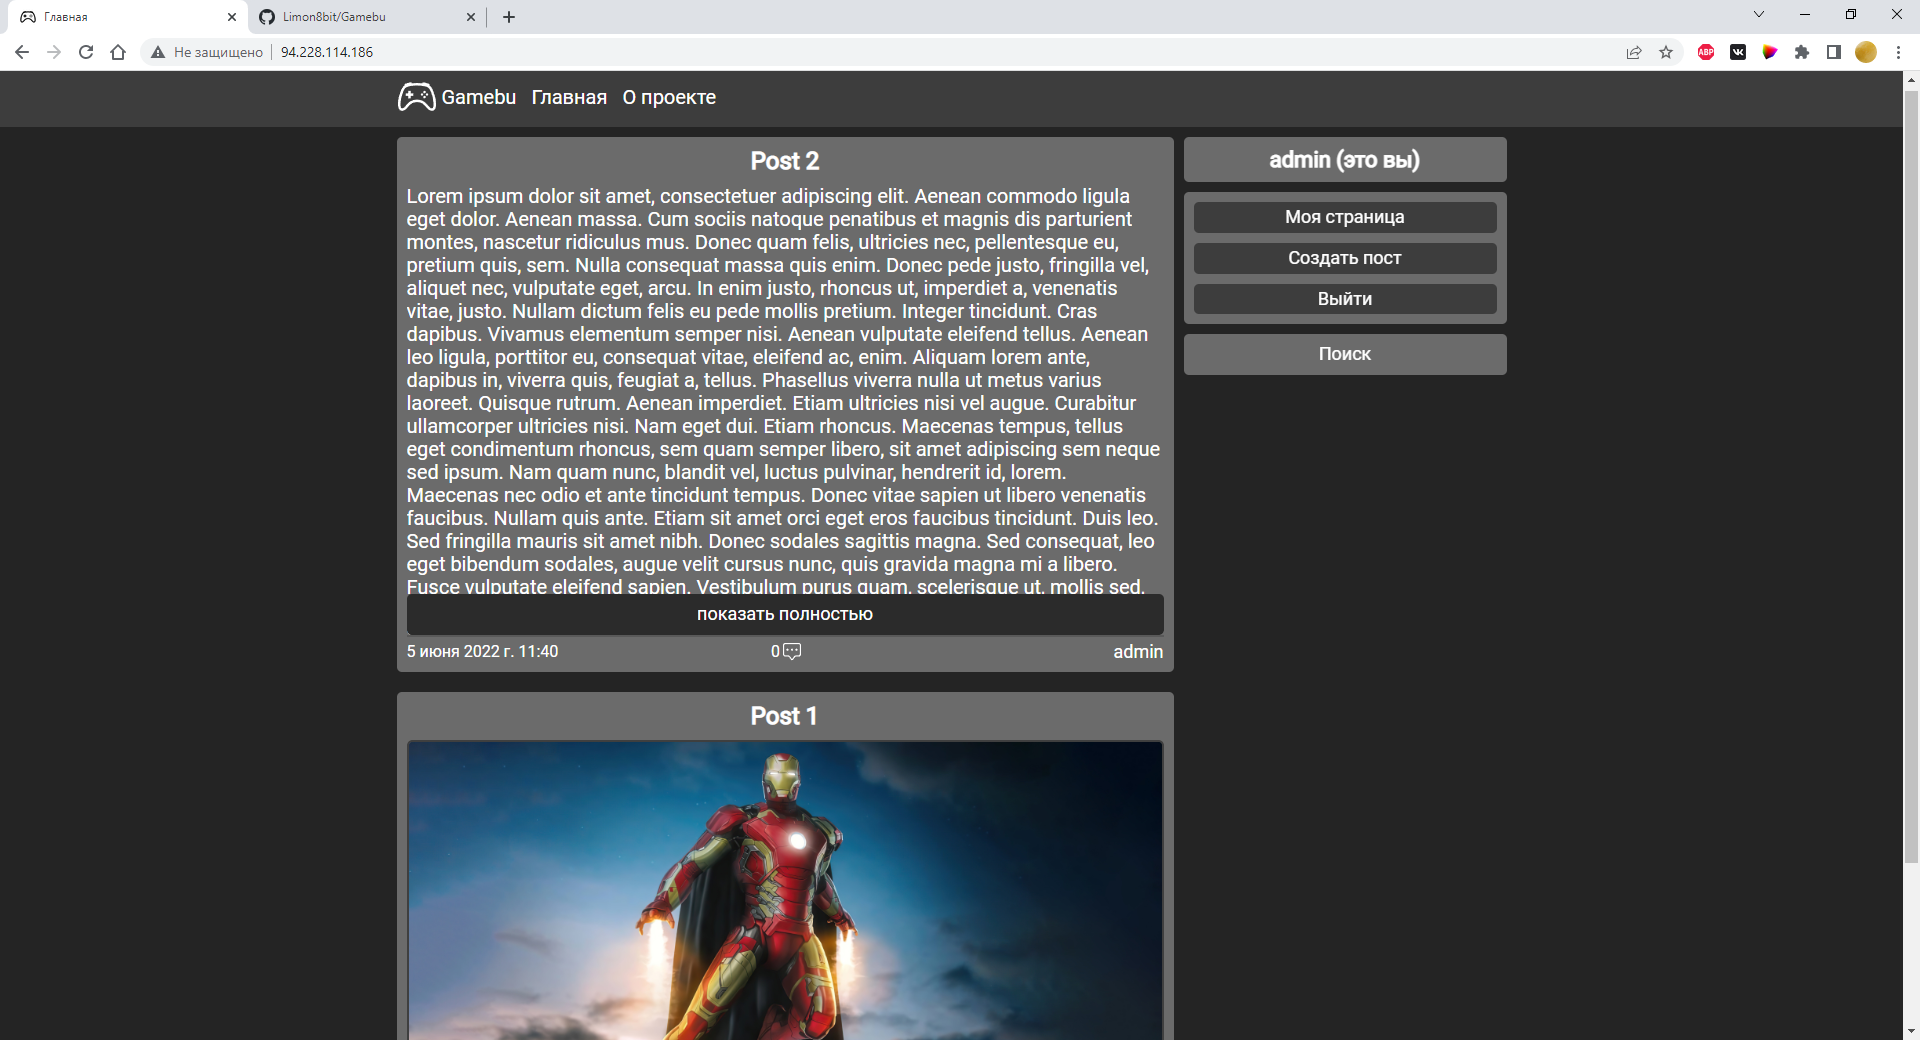 Главная
Limon8bit/Gamebu
Не защищено
94.228.114.186
ABP
Gamebu Главная О проекте
Post 2
Lorem ipsum dolor sit amet, consectetuer adipiscing elit. Aenean commodo ligula
eget dolor. Aenean massa. Cum sociis natoque penatibus et magnis dis parturient
montes, nascetur ridiculus mus. Donec quam felis, ultricies nec, pellentesque eu,
pretium quis, sem. Nulla consequat massa quis enim. Donec pede justo, fringilla vel,
aliquet nec, vulputate eget, arcu. In enim justo, rhoncus ut, imperdiet a, venenatis
vitae, justo. Nullam dictum felis eu pede mollis pretium. Integer tincidunt. Cras
dapibus. Vivamus elementum semper nisi. Aenean vulputate eleifend tellus. Aenean
leo ligula, porttitor eu, consequat vitae, eleifend ac, enim. Aliquam lorem ante,
dapibus in, viverra quis, feugiat a, tellus. Phasellus viverra nulla ut metus varius
laoreet. Quisque rutrum. Aenean imperdiet. Etiam ultricies nisi vel augue. Curabitur
ullamcorper ultricies nisi. Nam eget dui. Etiam rhoncus. Maecenas tempus, tellus
eget condimentum rhoncus, sem quam semper libero, sit amet adipiscing sem neque
sed ipsum. Nam quam nunc, blandit vel, luctus pulvinar, hendrerit id, lorem.
Maecenas nec odio et ante tincidunt tempus. Donec vitae sapien ut libero venenatis
faucibus. Nullam quis ante. Etiam sit amet orci eget eros faucibus tincidunt. Duis leo.
Sed fringilla mauris sit amet nibh. Donec sodales sagittis magna. Sed consequat, leo
eget bibendum sodales, augue velit cursus nunc, quis gravida magna mi a libero.
Fusce vulputate eleifend sapien. Vestibulum purus quam, scelerisque ut, mollis sed,
показать полностью
5 июня 2022 г. 11:40
0
admin
Post 1
admin (это вы)
Моя страница
Создать пост
Выйти
Поиск